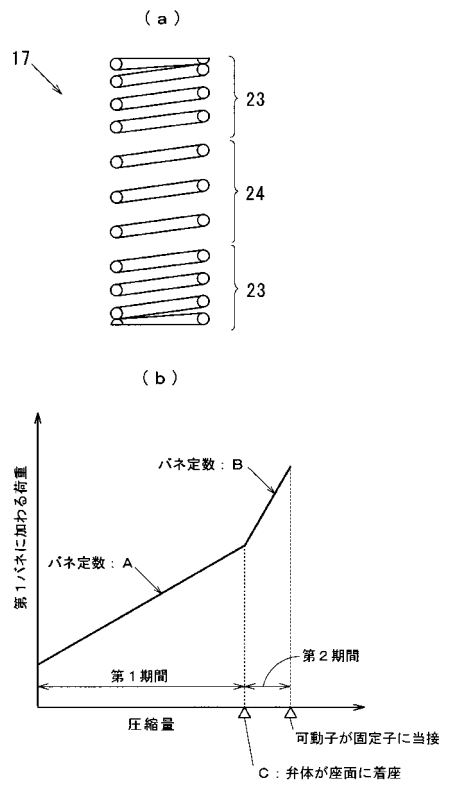 (a)
17
23
24
23
(b)
第1バネに加わる荷重
バネ定数:B
バネ定数:A
第1期間
第2期間
圧縮量
可動子が固定子に当接
C:弁体が座面に着座